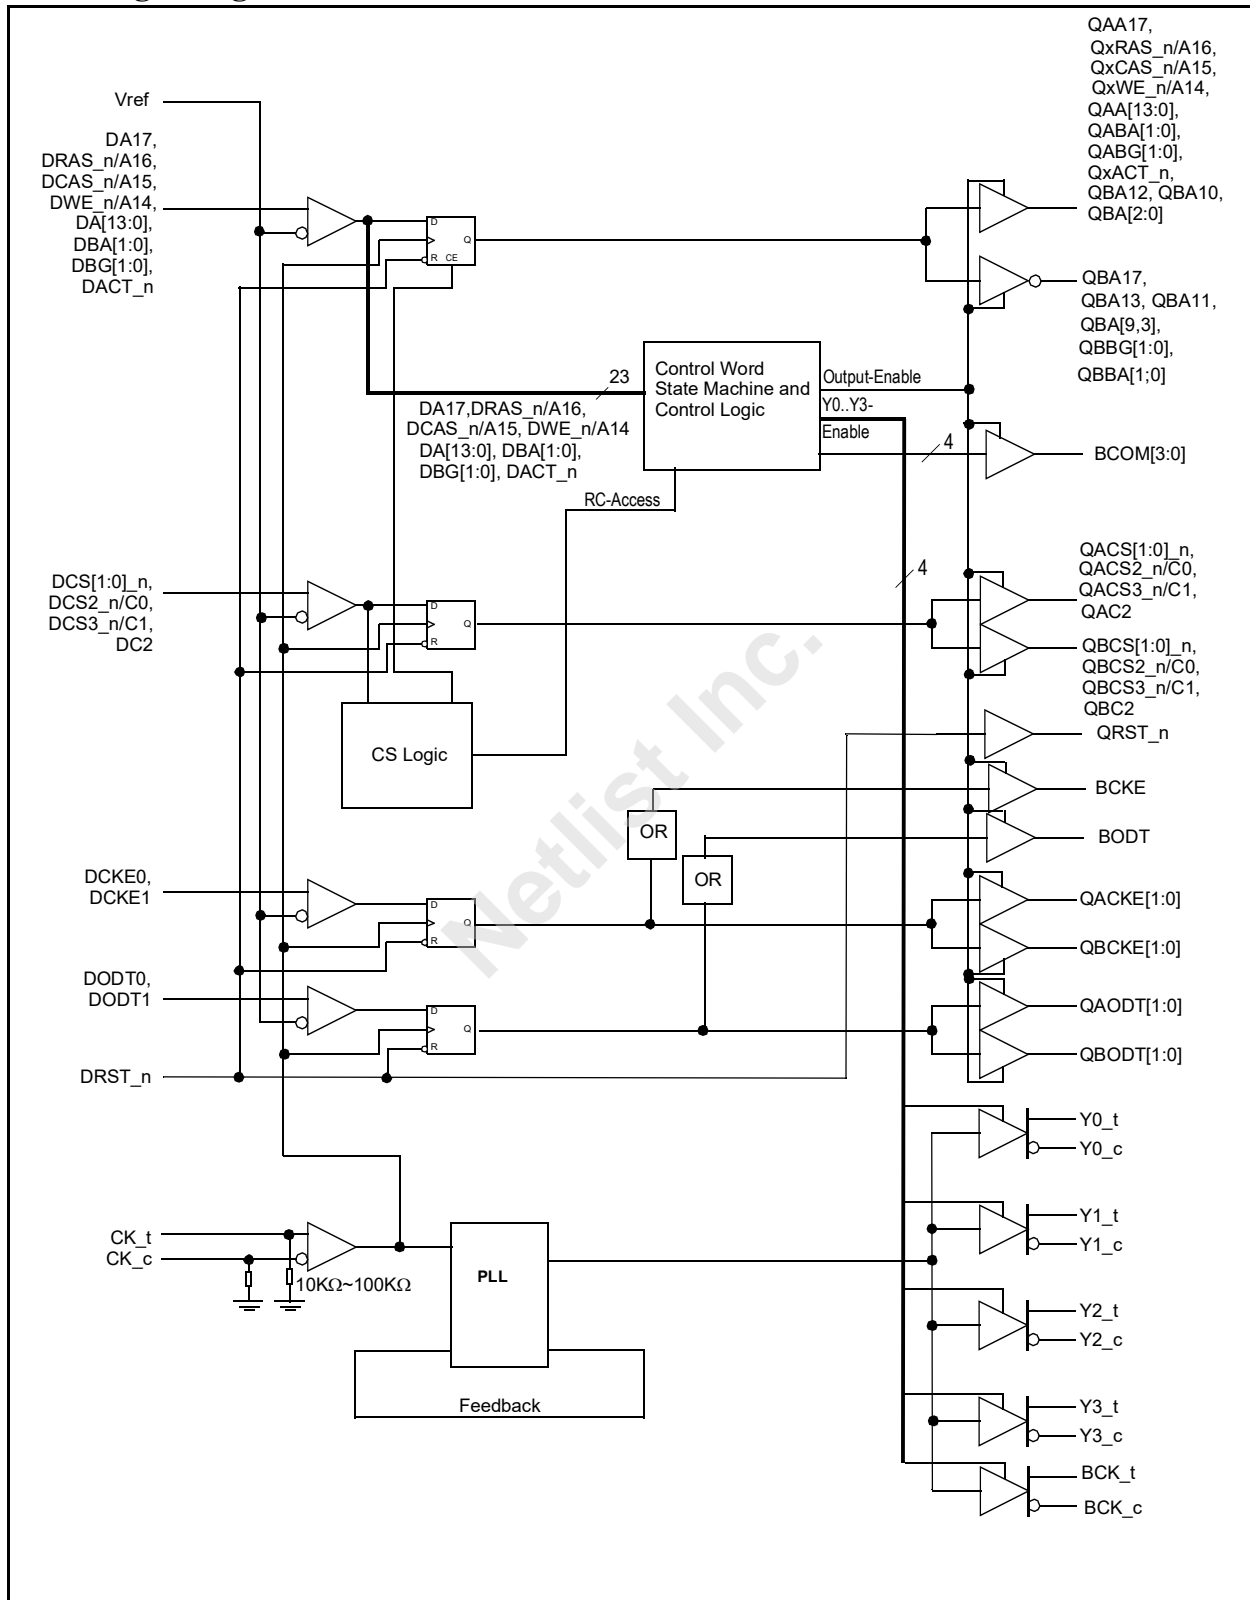 QAA17,
QxRAS_n/A16,
QxCAS_n/A15,
QxWE_n/A14,
QAA[13:0],
QABA[1:0],
QABG[1:0],
QxACT_n,
QBA12, QBA10,
QBA[2:0]
Vref
DA17,
DRAS_n/A16,
DCAS_n/A15,
DWE_n/A14,
DA[13:0],
DBA[1:0],
DBG[1:0],
DACT_n
D
Q
R CE
QBA17,
QBA13, QBA11,
QBA[9,3],
QBBG[1:0],
QBBA[1;0]
Control Word
State Machine and
Control Logic
23
DA17,DRAS_n/A16,
DCAS_n/A15, DWE_n/A14
DA[13:0], DBA[1:0],
DBG[1:0], DACT_n
Output-Enable
Y0..Y3-
Enable
4
BCOM[3:0]
RC-Access
4
DCS[1:0]_n,
DCS2_n/C0,
DCS3_n/C1,
DC2
D
Q
R
QACS[1:0]_n,
QACS2_n/C0,
QACS3_n/C1,
QAC2
QBCS[1:0]_n,
QBCS2_n/C0,
QBCS3_n/C1,
QBC2
CS Logic
QRST_n
BCKE
OR
BODT
OR
DCKE0,
DCKE1
D
Q
R
QACKE[1:0]
QBCKE[1:0]
DODT0,
DODT1
D
Q
R
QAODT[1:0]
QBODT[1:0]
DRST_n
Y0_t
Y0_c
CK_t
CK_c
10KΩ~100KΩ
PLL
Feedback
Y1_t
Y1_c
Y2_t
Y2_c
Y3_t
Y3_c
BCK_t
BCK_c
Netlist Inc.